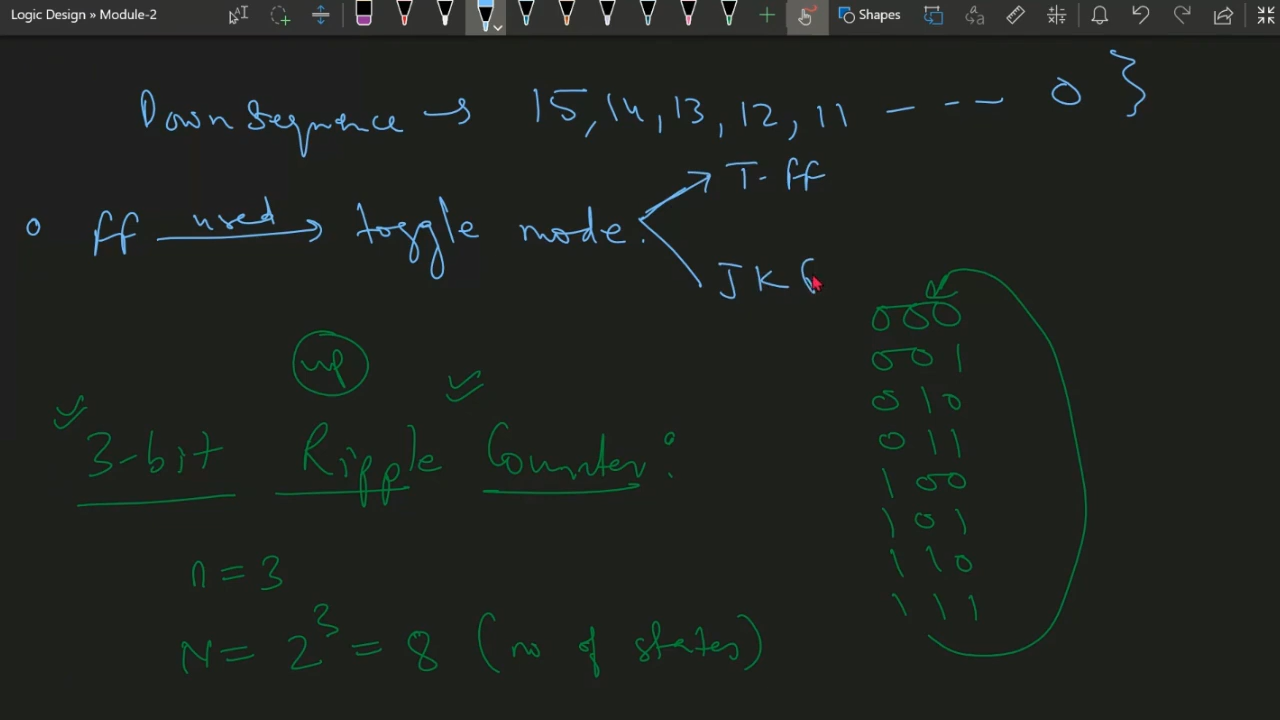 Logic Design » Module-2
Shapes
Down Sequence → 15, 14, 13, 12, 11 - - - - 0 }
T-ff
ff used→ toggle mode.
JK
000
001
up
010
3-bit Ripple Counter:
011
100
101
n = 3
110
111
N = 2³ = 8 (no of states)